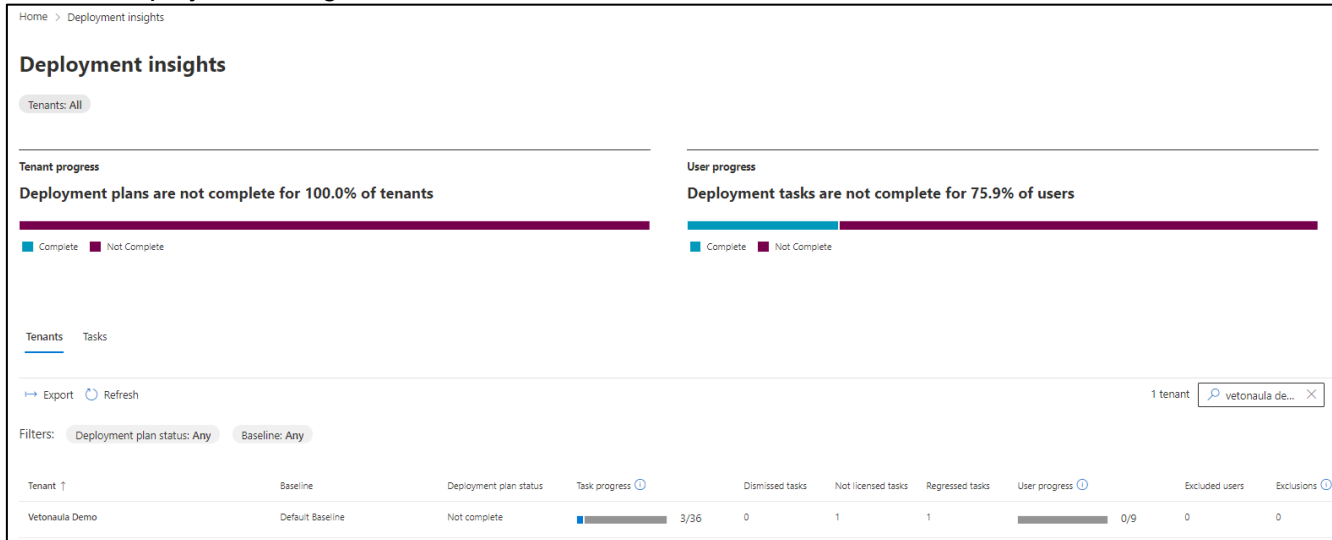 Home > Deployment insights
Deployment insights
Tenants: All
Tenant progress
Deployment plans are not complete for 100.0% of tenants
Complete Not Complete
User progress
Deployment tasks are not complete for 75.9% of users
Complete Not Complete
Tenants Tasks
Export Refresh
1 tenant vetonaula de...
Filters: Deployment plan status: Any Baseline: Any
Tenant ↑ Baseline Deployment plan status Task progress Dismissed tasks Not licensed tasks Regressed tasks User progress Excluded users Exclusions
Vetonaula Demo Default Baseline Not complete 3/36 0 1 1 0/9 0 0